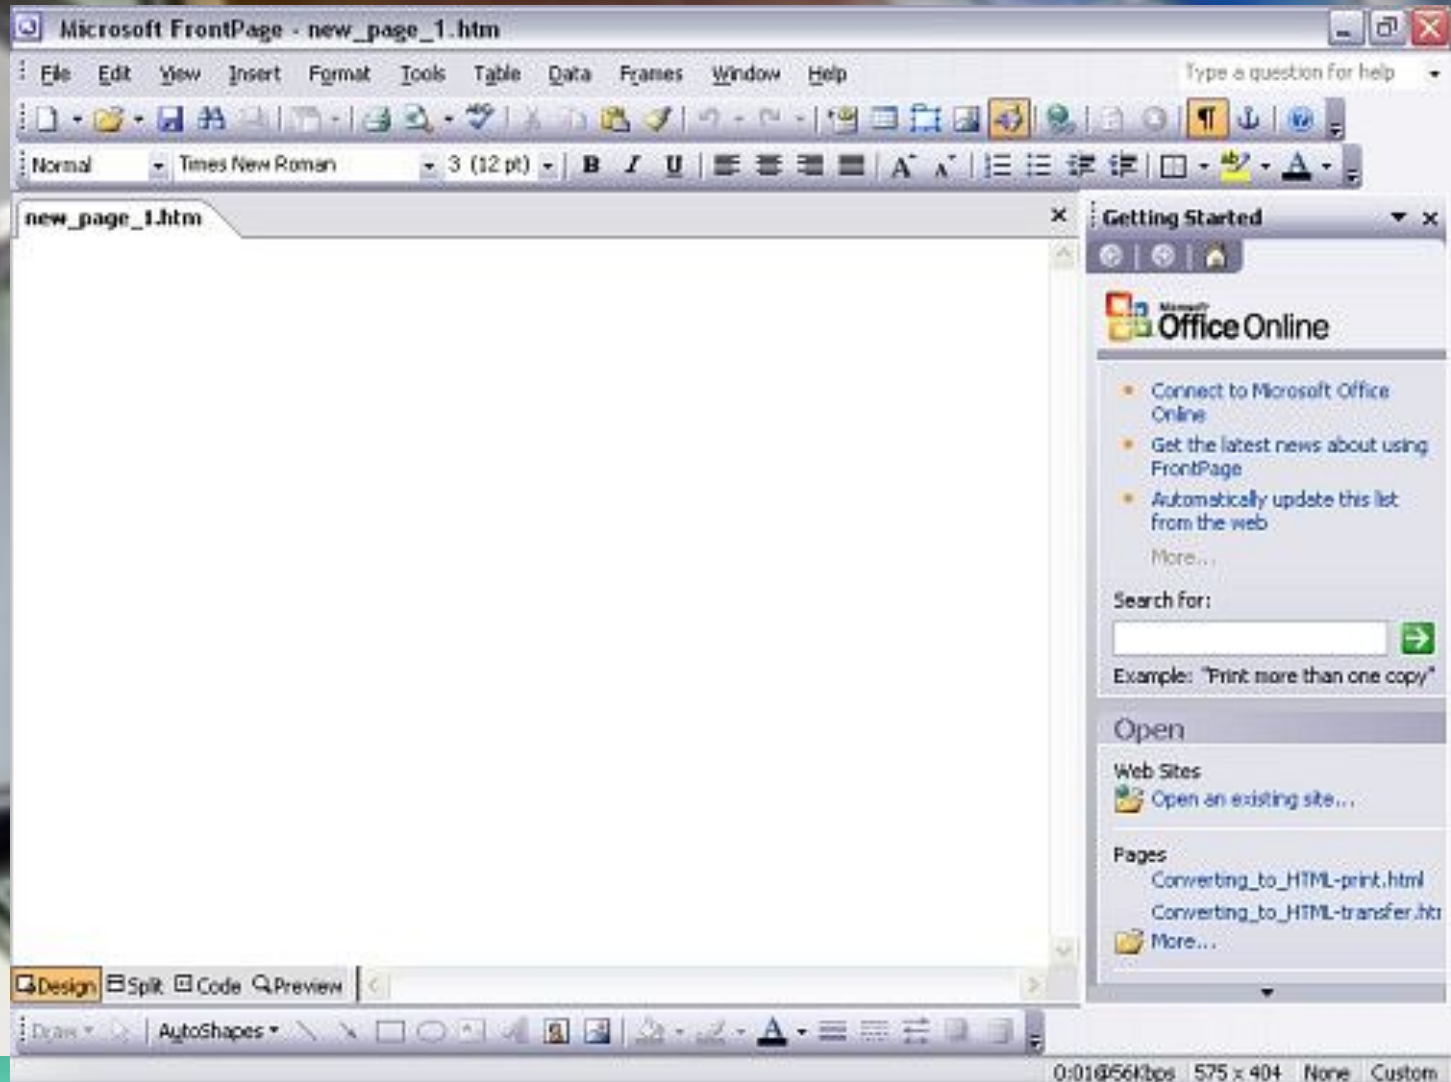 Microsoft FrontPage - new_page_1.htm
File Edit View Insert Format Tools Table Data Frames Window Help Type a question for help
Normal Times New Roman 3 (12 pt) B I U A A A
new_page_1.htm
Getting Started
Microsoft
Office Online
Connect to Microsoft Office
Online
Get the latest news about using
FrontPage
Automatically update this list
from the web
More...
Search for:
Example: "Print more than one copy"
Open
Web Sites
Open an existing site...
Pages
Converting_to_HTML-print.html
Converting_to_HTML-transfer.htr
More...
Design Split Code Preview
Draw AutoShapes A
0:01@56Kbps 575 x 404 None Custom